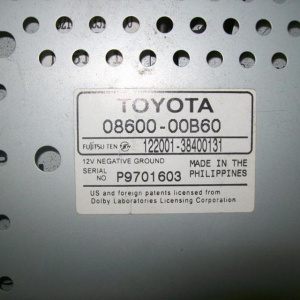 TOYOTA
08600-00B60
FUJITSU TEN 122001-38400131
12V NEGATIVE GROUND
SERIAL NO P9701603
MADE IN THE PHILIPPINES
US and foreign patents licensed from
Dolby Laboratories Licensing Corporation